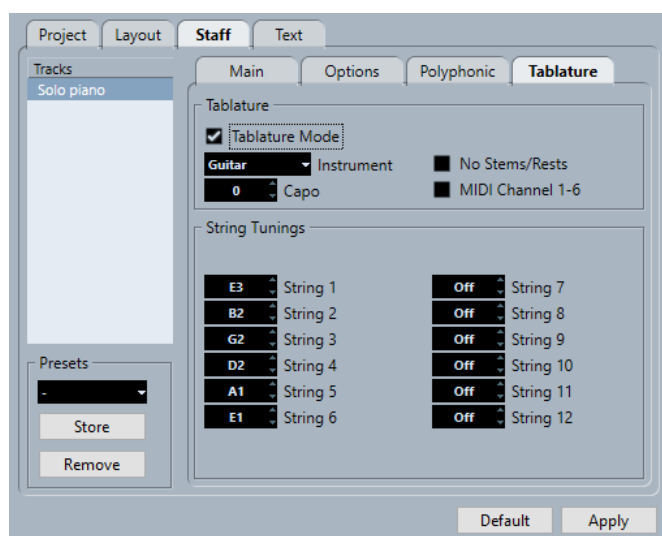 Project Layout Staff Text
Tracks
Solo piano
Main Options Polyphonic Tablature
Tablature
Tablature Mode
Guitar Instrument No Stems/Rests
0 Capo MIDI Channel 1-6
String Tunings
E3 String 1 Off String 7
B2 String 2 Off String 8
G2 String 3 Off String 9
D2 String 4 Off String 10
A1 String 5 Off String 11
E1 String 6 Off String 12
Presets
-
Store
Remove
Default Apply